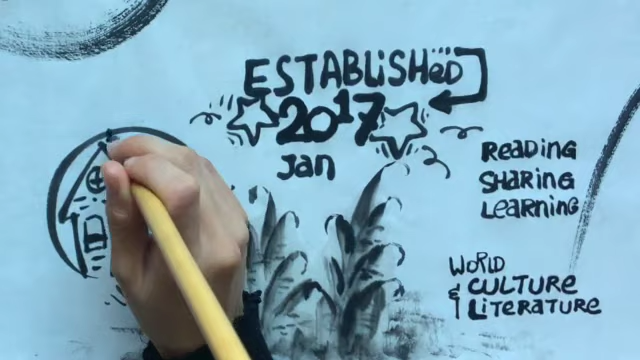 ESTABLiSHeD
2017
Jan
ReadiNG
SHaRiNG
LeaRNiNG
WoRLD
& CULTURe
LiTeRaTURe